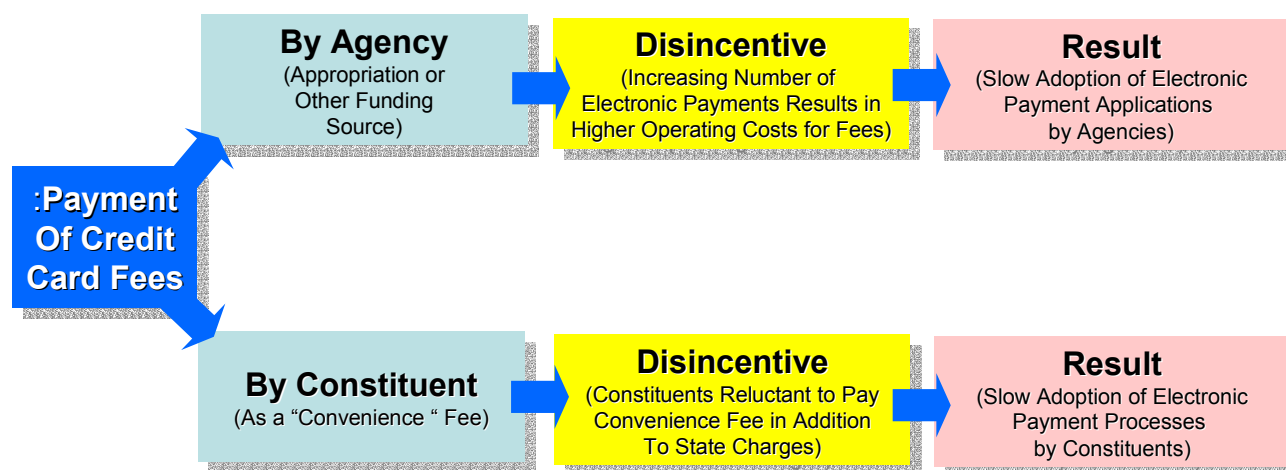 :Payment
Of Credit
Card Fees
By Agency
(Appropriation or
Other Funding
Source)
Disincentive
(Increasing Number of
Electronic Payments Results in
Higher Operating Costs for Fees)
Result
(Slow Adoption of Electronic
Payment Applications
by Agencies)
By Constituent
(As a “Convenience “ Fee)
Disincentive
(Constituents Reluctant to Pay
Convenience Fee in Addition
To State Charges)
Result
(Slow Adoption of Electronic
Payment Processes
by Constituents)